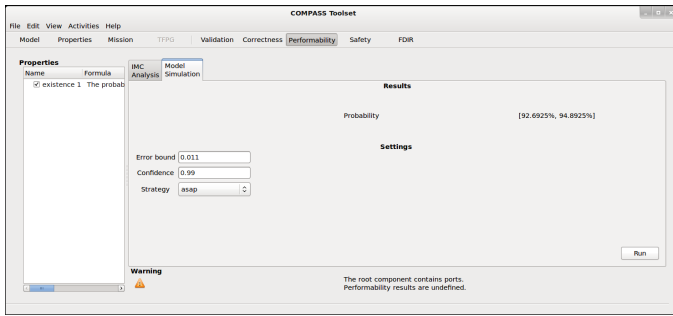 COMPASS Toolset
File Edit View Activities Help
Model Properties Mission TFPG Validation Correctness Performability Safety FDIR
Properties
Name Formula
existence 1 The probab
IMC Analysis
Model Simulation
Results
Probability [92.6925%, 94.8925%]
Settings
Error bound 0.011
Confidence 0.99
Strategy asap
Run
Warning
The root component contains ports.
Performability results are undefined.